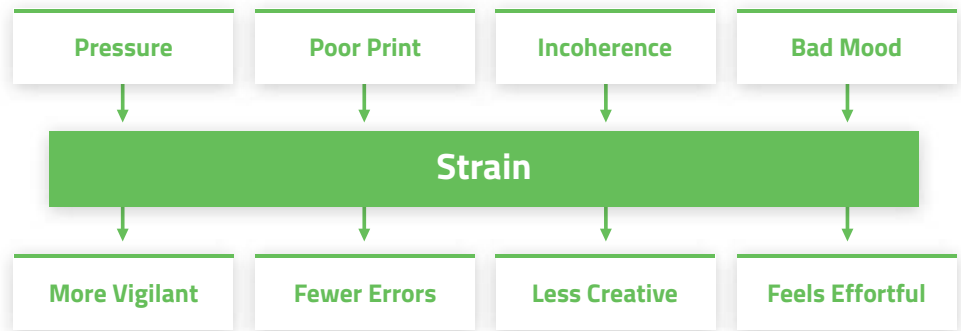 Pressure
Poor Print
Incoherence
Bad Mood
Strain
More Vigilant
Fewer Errors
Less Creative
Feels Effortful